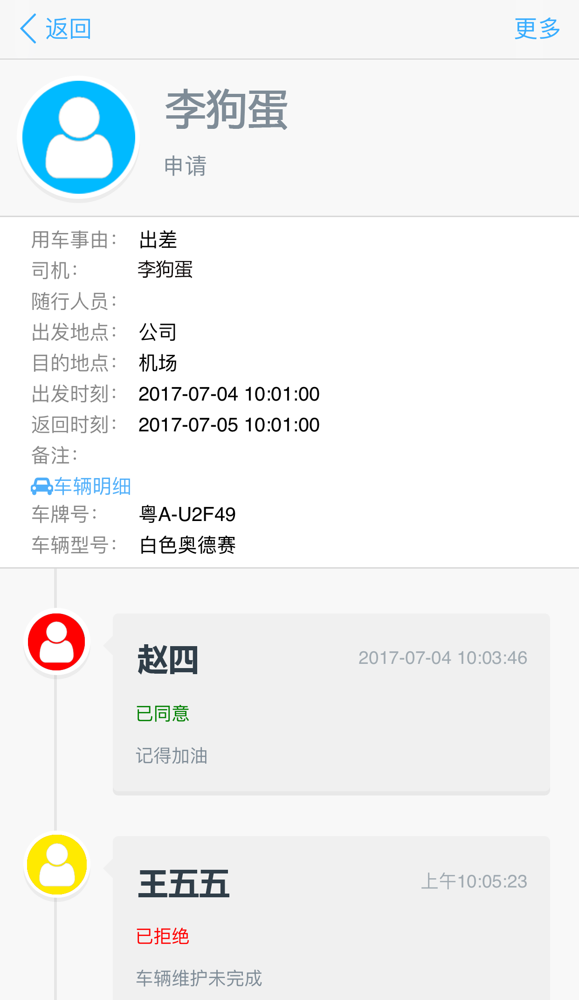 返回 更多
李狗蛋
申请
用车事由： 出差
司机： 李狗蛋
随行人员：
出发地点： 公司
目的地点： 机场
出发时刻： 2017-07-04 10:01:00
返回时刻： 2017-07-05 10:01:00
备注：
车辆明细
车牌号： 粤A-U2F49
车辆型号： 白色奥德赛
赵四 2017-07-04 10:03:46
已同意
记得加油
王五五 上午10:05:23
已拒绝
车辆维护未完成